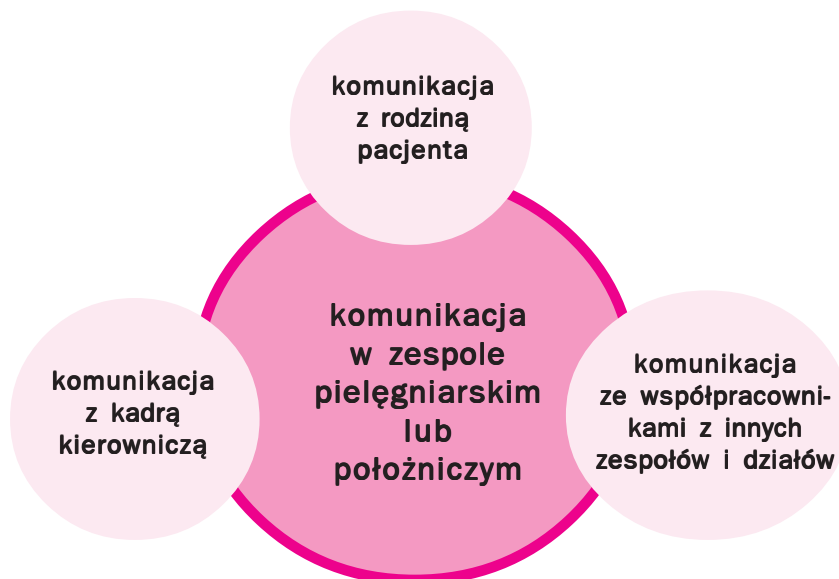 komunikacja
z rodziną
pacjenta
komunikacja
w zespole
pielęgniarskim
lub
położniczym
komunikacja
z kadrą
kierowniczą
komunikacja
ze współpracowni-
kami z innych
zespołów i działów